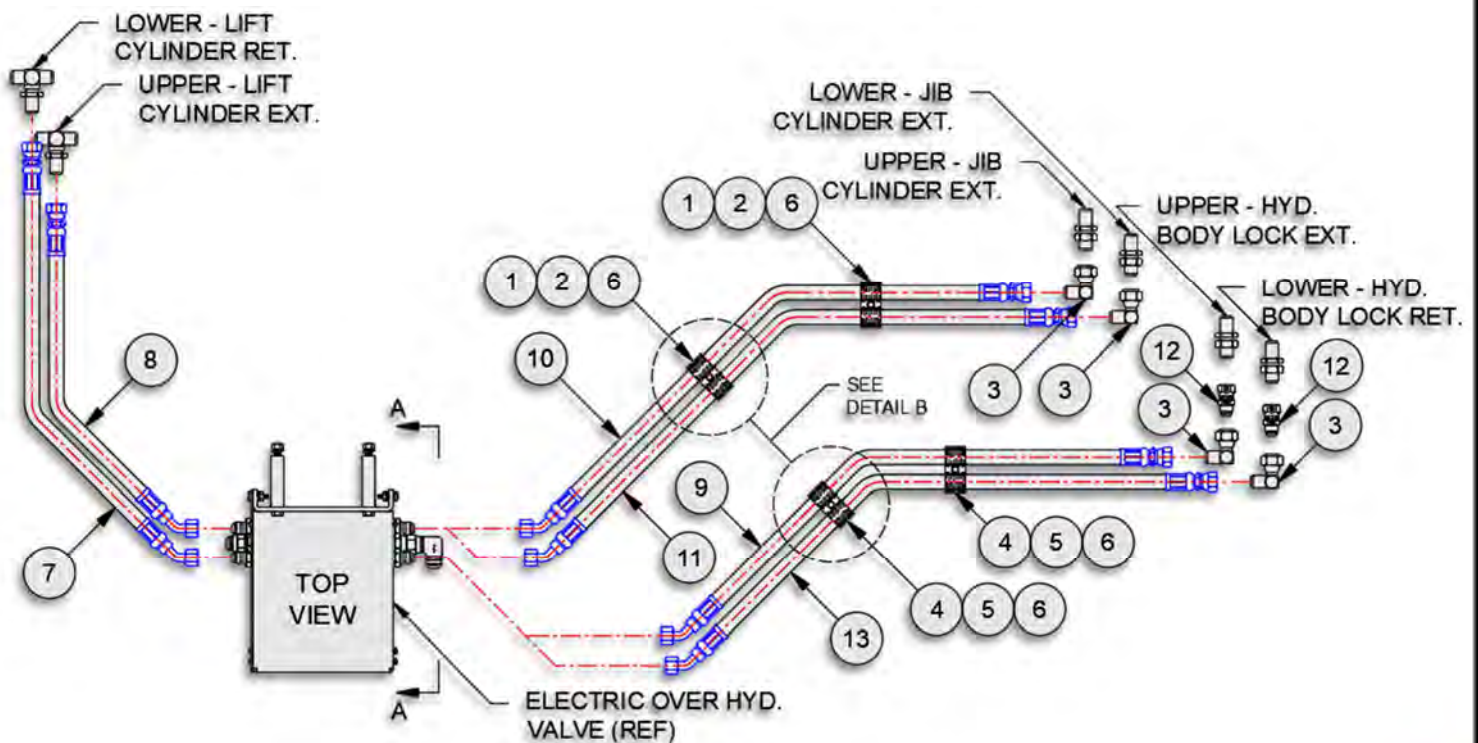 LOWER - LIFT
CYLINDER RET.
UPPER - LIFT
CYLINDER EXT.
LOWER - JIB
CYLINDER EXT.
UPPER - JIB
CYLINDER EXT.
UPPER - HYD.
BODY LOCK EXT.
LOWER - HYD.
BODY LOCK RET.
1 2 6
1 2 6
10
8
3 3
12
12
3
3
SEE
DETAIL B
A
9
7
11
4 5 6
4 5 6
13
TOP
VIEW
A
ELECTRIC OVER HYD.
VALVE (REF)